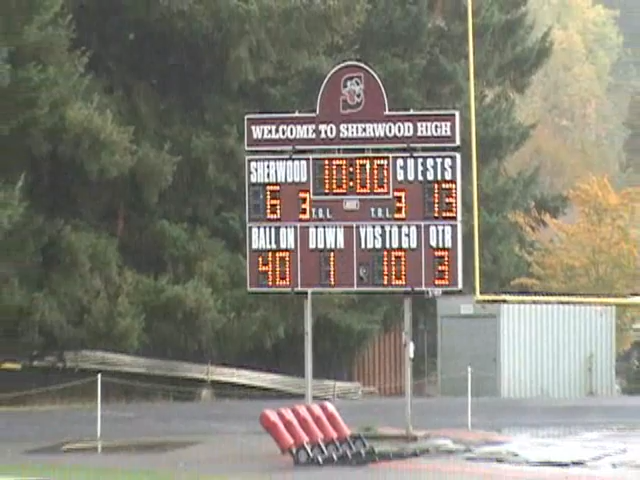 WELCOME TO SHERWOOD HIGH
SHERWOOD 10:00 GUESTS
6 3 T.O.L. T.O.L. 3 13
BALL ON DOWN YDS TO GO QTR
40 1 10 3